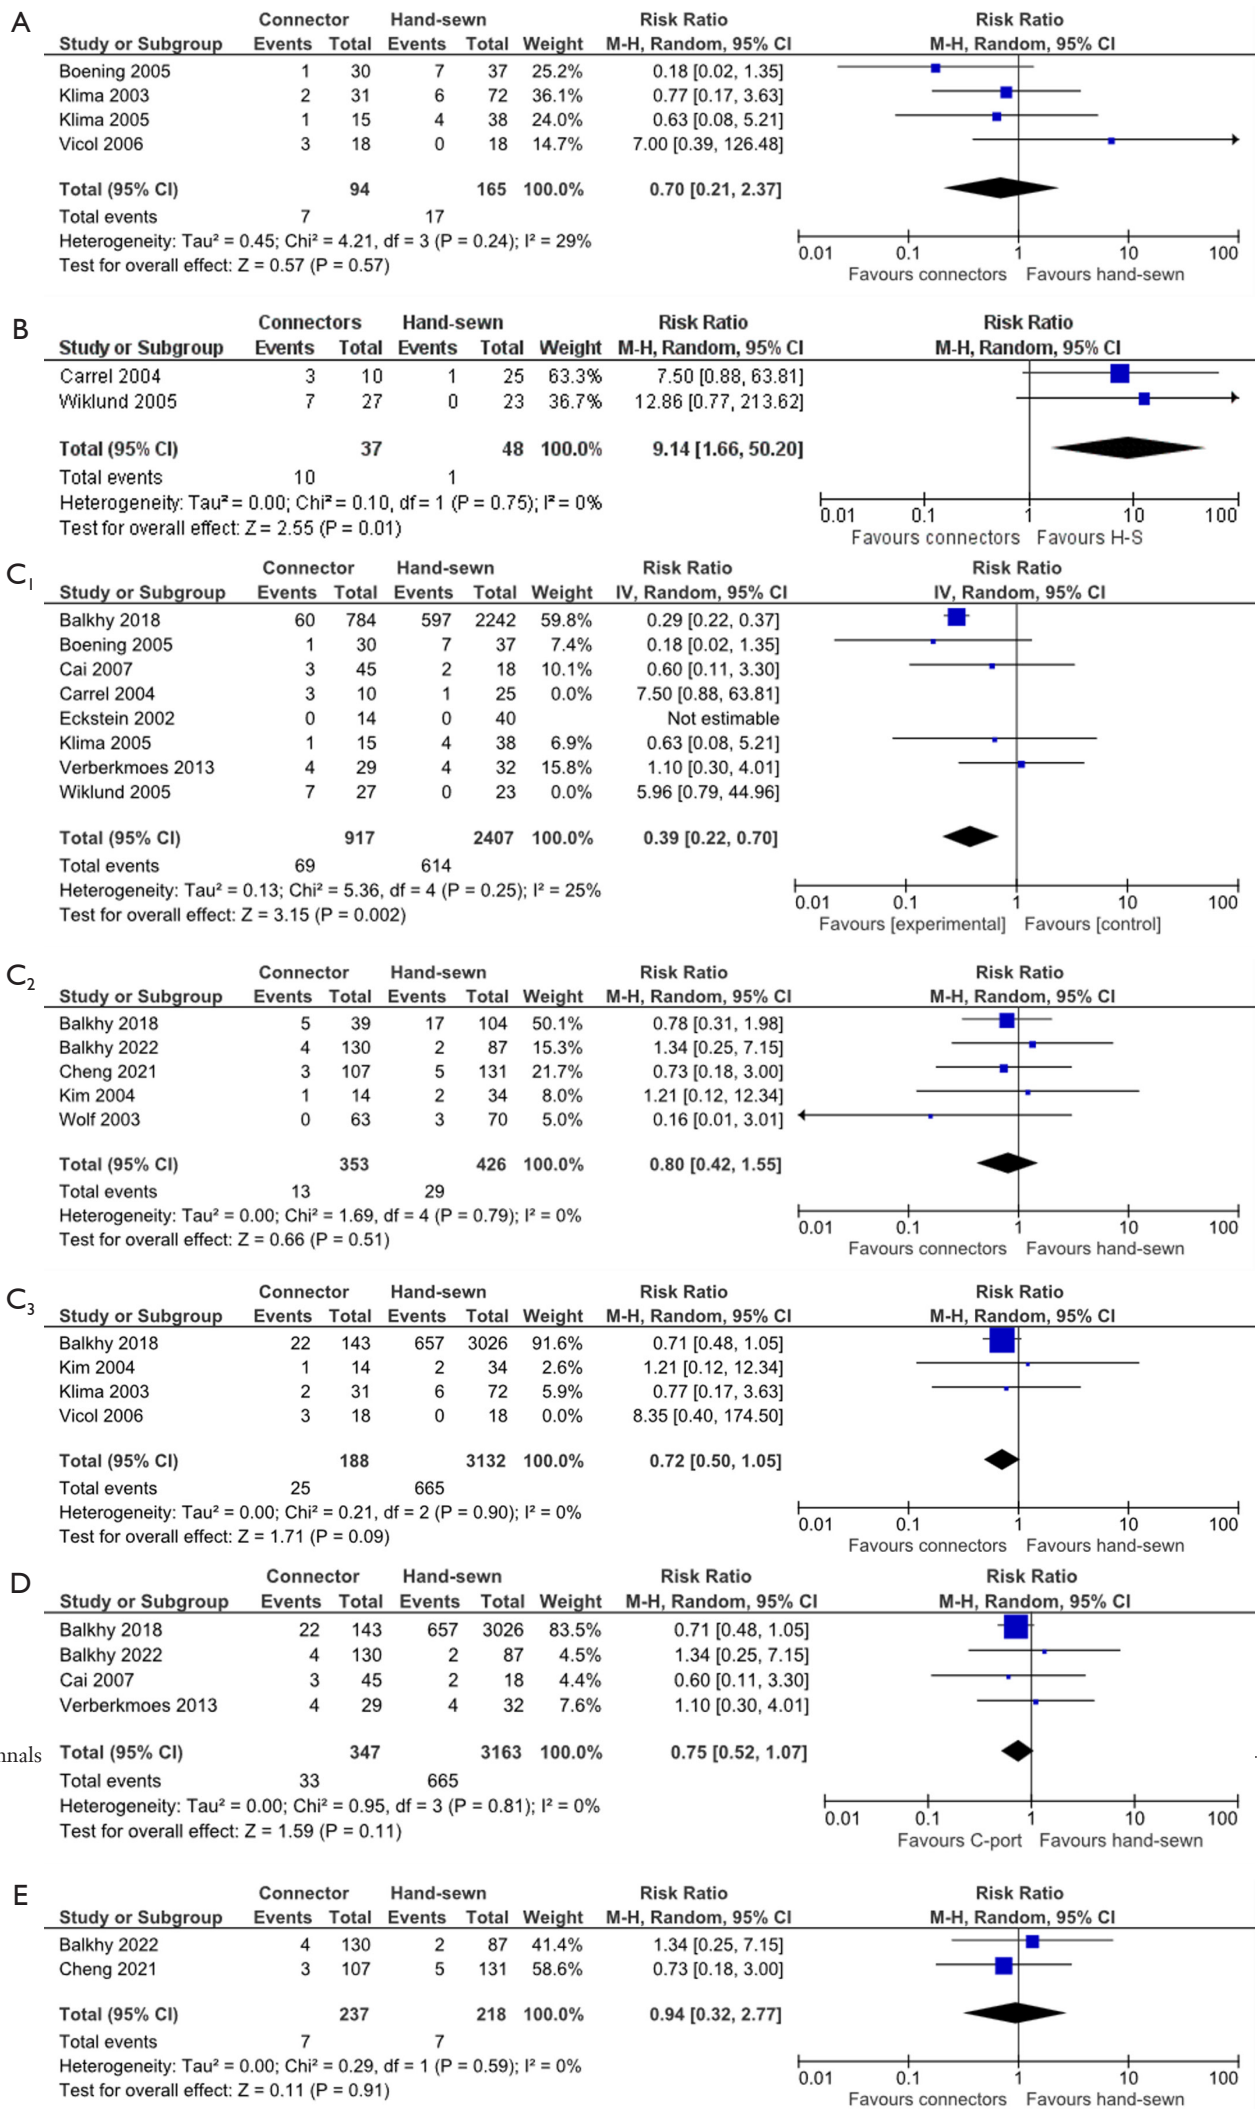 A
Connector Hand-sewn Risk Ratio Risk Ratio
Study or Subgroup Events Total Events Total Weight M-H, Random, 95% CI M-H, Random, 95% CI
Boening 2005 1 30 7 37 25.2% 0.18 [0.02, 1.35]
Klima 2003 2 31 6 72 36.1% 0.77 [0.17, 3.63]
Klima 2005 1 15 4 38 24.0% 0.63 [0.08, 5.21]
Vicol 2006 3 18 0 18 14.7% 7.00 [0.39, 126.48]
Total (95% CI) 94 165 100.0% 0.70 [0.21, 2.37]
Total events 7 17
Heterogeneity: Tau² = 0.45; Chi² = 4.21, df = 3 (P = 0.24); I² = 29%
Test for overall effect: Z = 0.57 (P = 0.57)
0.01 0.1 1 10 100
Favours connectors Favours hand-sewn
B
Connectors Hand-sewn Risk Ratio Risk Ratio
Study or Subgroup Events Total Events Total Weight M-H, Random, 95% CI M-H, Random, 95% CI
Carrel 2004 3 10 1 25 63.3% 7.50 [0.88, 63.81]
Wiklund 2005 7 27 0 23 36.7% 12.86 [0.77, 213.62]
Total (95% CI) 37 48 100.0% 9.14 [1.66, 50.20]
Total events 10 1
Heterogeneity: Tau² = 0.00; Chi² = 0.10, df = 1 (P = 0.75); I² = 0%
Test for overall effect: Z = 2.55 (P = 0.01)
0.01 0.1 1 10 100
Favours connectors Favours H-S
C1
Connector Hand-sewn Risk Ratio Risk Ratio
Study or Subgroup Events Total Events Total Weight IV, Random, 95% CI IV, Random, 95% CI
Balkhy 2018 60 784 597 2242 59.8% 0.29 [0.22, 0.37]
Boening 2005 1 30 7 37 7.4% 0.18 [0.02, 1.35]
Cai 2007 3 45 2 18 10.1% 0.60 [0.11, 3.30]
Carrel 2004 3 10 1 25 0.0% 7.50 [0.88, 63.81]
Eckstein 2002 0 14 0 40 Not estimable
Klima 2005 1 15 4 38 6.9% 0.63 [0.08, 5.21]
Verberkmoes 2013 4 29 4 32 15.8% 1.10 [0.30, 4.01]
Wiklund 2005 7 27 0 23 0.0% 5.96 [0.79, 44.96]
Total (95% CI) 917 2407 100.0% 0.39 [0.22, 0.70]
Total events 69 614
Heterogeneity: Tau² = 0.13; Chi² = 5.36, df = 4 (P = 0.25); I² = 25%
Test for overall effect: Z = 3.15 (P = 0.002)
0.01 0.1 1 10 100
Favours [experimental] Favours [control]
C2
Connector Hand-sewn Risk Ratio Risk Ratio
Study or Subgroup Events Total Events Total Weight M-H, Random, 95% CI M-H, Random, 95% CI
Balkhy 2018 5 39 17 104 50.1% 0.78 [0.31, 1.98]
Balkhy 2022 4 130 2 87 15.3% 1.34 [0.25, 7.15]
Cheng 2021 3 107 5 131 21.7% 0.73 [0.18, 3.00]
Kim 2004 1 14 2 34 8.0% 1.21 [0.12, 12.34]
Wolf 2003 0 63 3 70 5.0% 0.16 [0.01, 3.01]
Total (95% CI) 353 426 100.0% 0.80 [0.42, 1.55]
Total events 13 29
Heterogeneity: Tau² = 0.00; Chi² = 1.69, df = 4 (P = 0.79); I² = 0%
Test for overall effect: Z = 0.66 (P = 0.51)
0.01 0.1 1 10 100
Favours connectors Favours hand-sewn
C3
Connector Hand-sewn Risk Ratio Risk Ratio
Study or Subgroup Events Total Events Total Weight M-H, Random, 95% CI M-H, Random, 95% CI
Balkhy 2018 22 143 657 3026 91.6% 0.71 [0.48, 1.05]
Kim 2004 1 14 2 34 2.6% 1.21 [0.12, 12.34]
Klima 2003 2 31 6 72 5.9% 0.77 [0.17, 3.63]
Vicol 2006 3 18 0 18 0.0% 8.35 [0.40, 174.50]
Total (95% CI) 188 3132 100.0% 0.72 [0.50, 1.05]
Total events 25 665
Heterogeneity: Tau² = 0.00; Chi² = 0.21, df = 2 (P = 0.90); I² = 0%
Test for overall effect: Z = 1.71 (P = 0.09)
0.01 0.1 1 10 100
Favours connectors Favours hand-sewn
D
Connector Hand-sewn Risk Ratio Risk Ratio
Study or Subgroup Events Total Events Total Weight M-H, Random, 95% CI M-H, Random, 95% CI
Balkhy 2018 22 143 657 3026 83.5% 0.71 [0.48, 1.05]
Balkhy 2022 4 130 2 87 4.5% 1.34 [0.25, 7.15]
Cai 2007 3 45 2 18 4.4% 0.60 [0.11, 3.30]
Verberkmoes 2013 4 29 4 32 7.6% 1.10 [0.30, 4.01]
Total (95% CI) 347 3163 100.0% 0.75 [0.52, 1.07]
Total events 33 665
Heterogeneity: Tau² = 0.00; Chi² = 0.95, df = 3 (P = 0.81); I² = 0%
Test for overall effect: Z = 1.59 (P = 0.11)
0.01 0.1 1 10 100
Favours C-port Favours hand-sewn
E
Connector Hand-sewn Risk Ratio Risk Ratio
Study or Subgroup Events Total Events Total Weight M-H, Random, 95% CI M-H, Random, 95% CI
Balkhy 2022 4 130 2 87 41.4% 1.34 [0.25, 7.15]
Cheng 2021 3 107 5 131 58.6% 0.73 [0.18, 3.00]
Total (95% CI) 237 218 100.0% 0.94 [0.32, 2.77]
Total events 7 7
Heterogeneity: Tau² = 0.00; Chi² = 0.29, df = 1 (P = 0.59); I² = 0%
Test for overall effect: Z = 0.11 (P = 0.91)
0.01 0.1 1 10 100
Favours connectors Favours hand-sewn